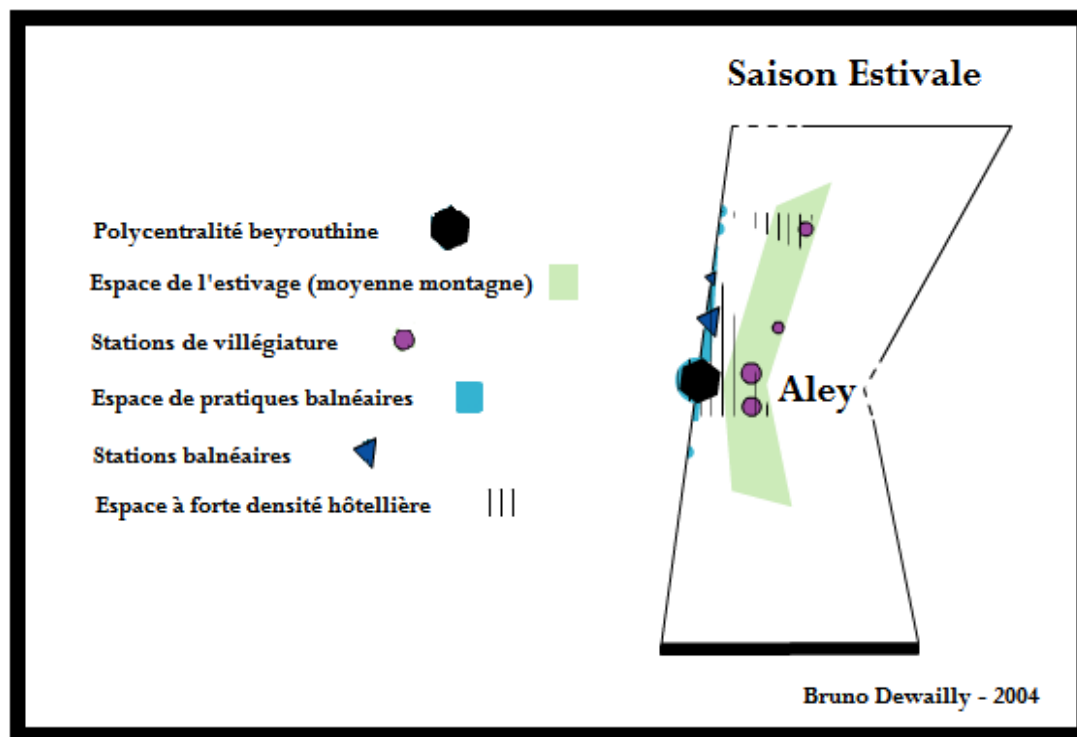 Saison Estivale
Polycentralité beyrouthine
Espace de l'estivage (moyenne montagne)
Stations de villégiature
Espace de pratiques balnéaires
Stations balnéaires
Espace à forte densité hôtellière
Aley
Bruno Dewailly - 2004